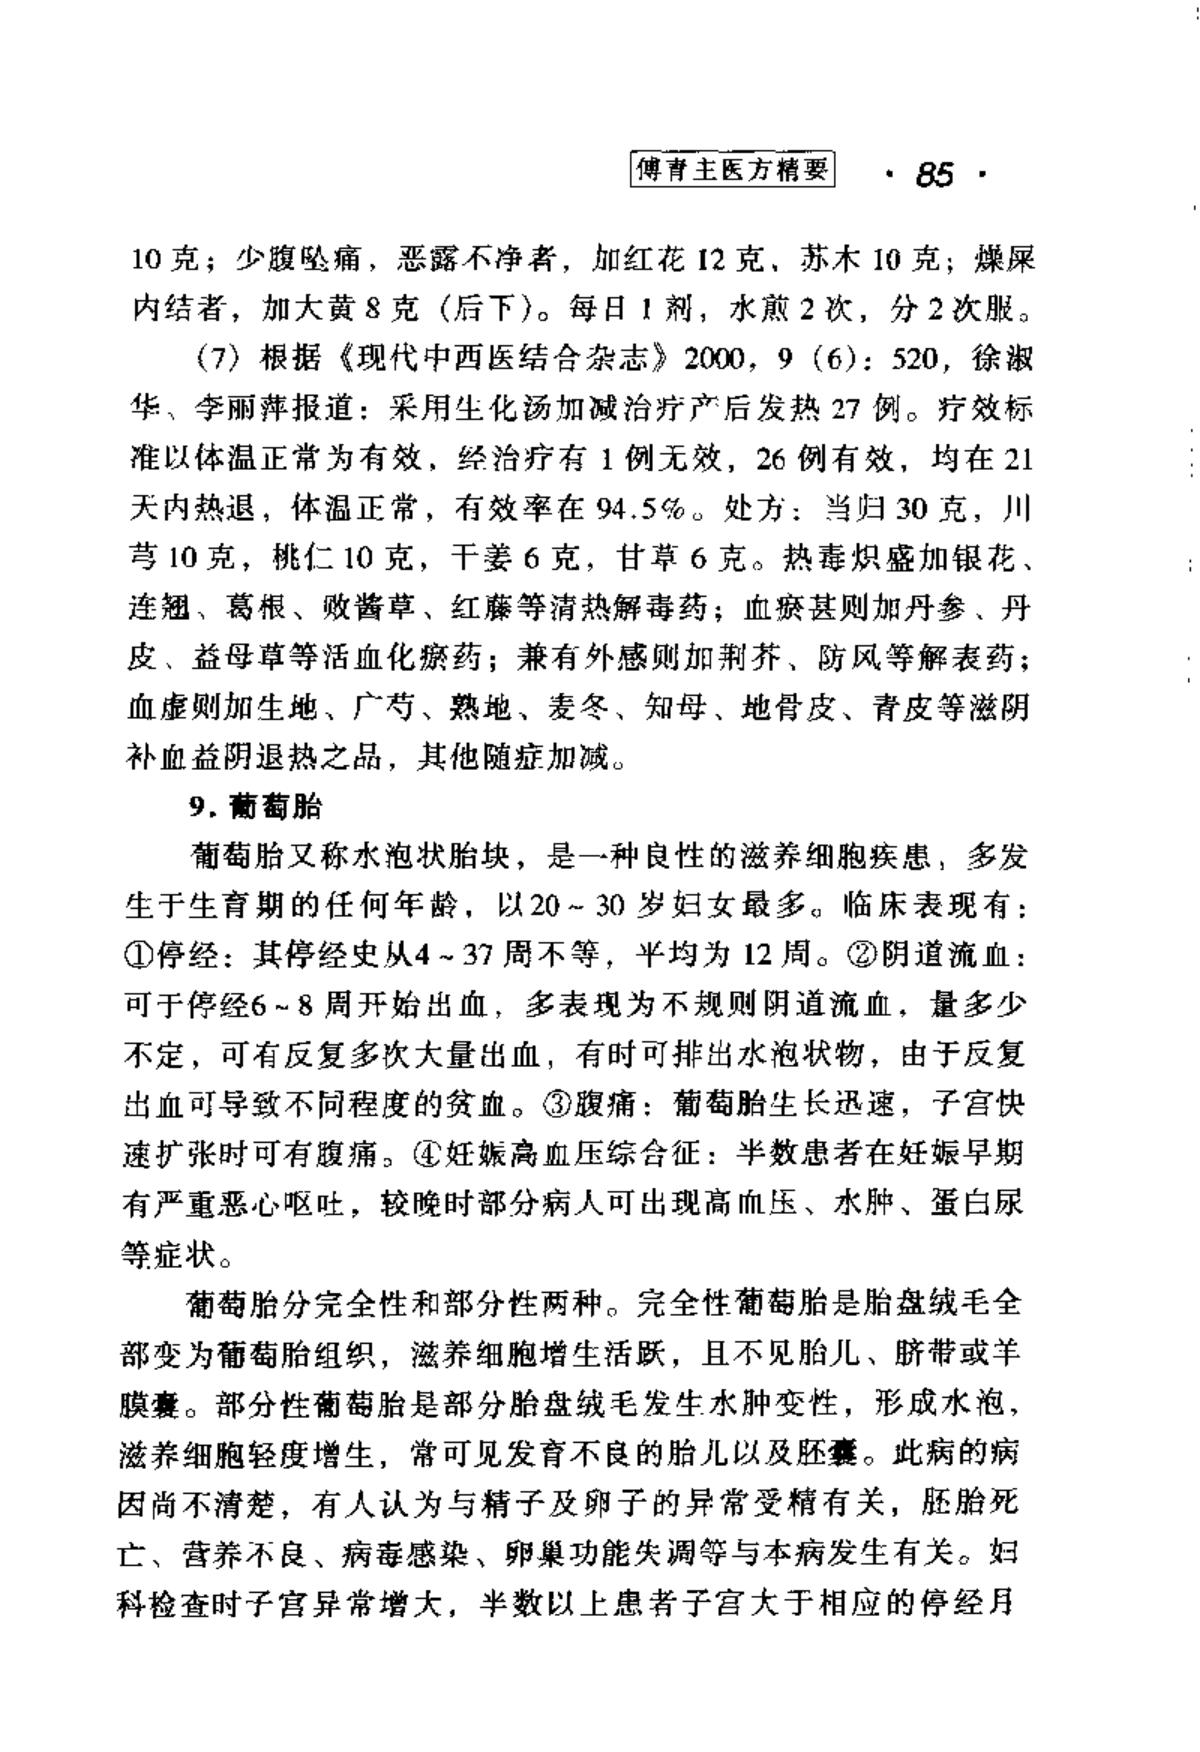 傅青主医方精要 · 85 ·
10 克；少腹坠痛，恶露不净者，加红花 12 克、苏木 10 克；燥屎
内结者，加大黄 8 克（后下）。每日 1 剂，水煎 2 次，分 2 次服。
（7）根据《现代中西医结合杂志》2000，9（6）：520，徐淑
华、李丽萍报道：采用生化汤加减治疗产后发热 27 例。疗效标
准以体温正常为有效，经治疗有 1 例无效，26 例有效，均在 21
天内热退，体温正常，有效率在 94.5%。处方：当归 30 克，川
芎 10 克，桃仁 10 克，干姜 6 克，甘草 6 克。热毒炽盛加银花、
连翘、葛根、败酱草、红藤等清热解毒药；血瘀甚则加丹参、丹
皮、益母草等活血化瘀药；兼有外感则加荆芥、防风等解表药；
血虚则加生地、广芍、熟地、麦冬、知母、地骨皮、青皮等滋阴
补血益阴退热之品，其他随症加减。
9. 葡萄胎
葡萄胎又称水泡状胎块，是一种良性的滋养细胞疾患，多发
生于生育期的任何年龄，以20～30 岁妇女最多。临床表现有：
①停经：其停经史从4～37 周不等，平均为 12 周。②阴道流血：
可于停经6～8 周开始出血，多表现为不规则阴道流血，量多少
不定，可有反复多次大量出血，有时可排出水泡状物，由于反复
出血可导致不同程度的贫血。③腹痛：葡萄胎生长迅速，子宫快
速扩张时可有腹痛。④妊娠高血压综合征：半数患者在妊娠早期
有严重恶心呕吐，较晚时部分病人可出现高血压、水肿、蛋白尿
等症状。
葡萄胎分完全性和部分性两种。完全性葡萄胎是胎盘绒毛全
部变为葡萄胎组织，滋养细胞增生活跃，且不见胎儿、脐带或羊
膜囊。部分性葡萄胎是部分胎盘绒毛发生水肿变性，形成水泡，
滋养细胞轻度增生，常可见发育不良的胎儿以及胚囊。此病的病
因尚不清楚，有人认为与精子及卵子的异常受精有关，胚胎死
亡、营养不良、病毒感染、卵巢功能失调等与本病发生有关。妇
科检查时子宫异常增大，半数以上患者子宫大于相应的停经月